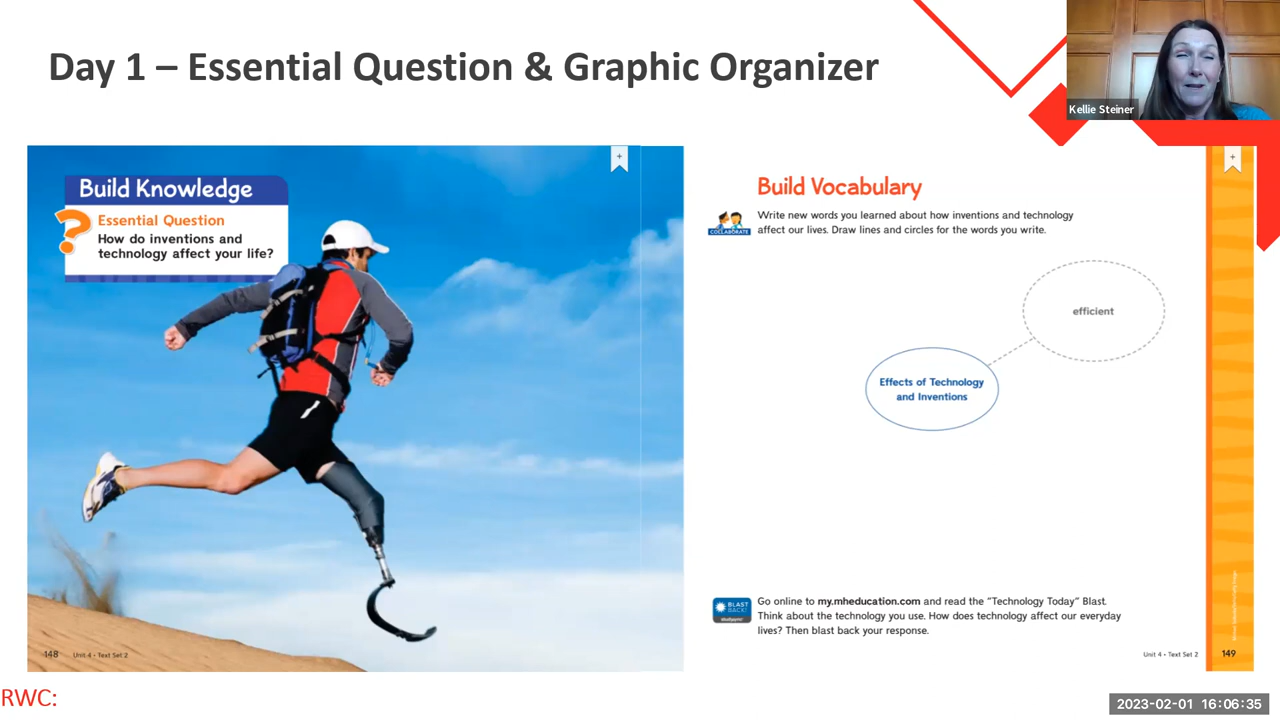 Day 1 – Essential Question & Graphic Organizer
Kellie Steiner
Build Knowledge
?
Essential Question
How do inventions and
technology affect your life?
148 Unit 4 • Text Set 2
Build Vocabulary
COLLABORATE
Write new words you learned about how inventions and technology
affect our lives. Draw lines and circles for the words you write.
efficient
Effects of Technology
and Inventions
BLAST
BACK!
Go online to my.mheducation.com and read the “Technology Today” Blast.
Think about the technology you use. How does technology affect our everyday
lives? Then blast back your response.
Unit 4 • Text Set 2 149
RWC:
2023-02-01 16:06:35